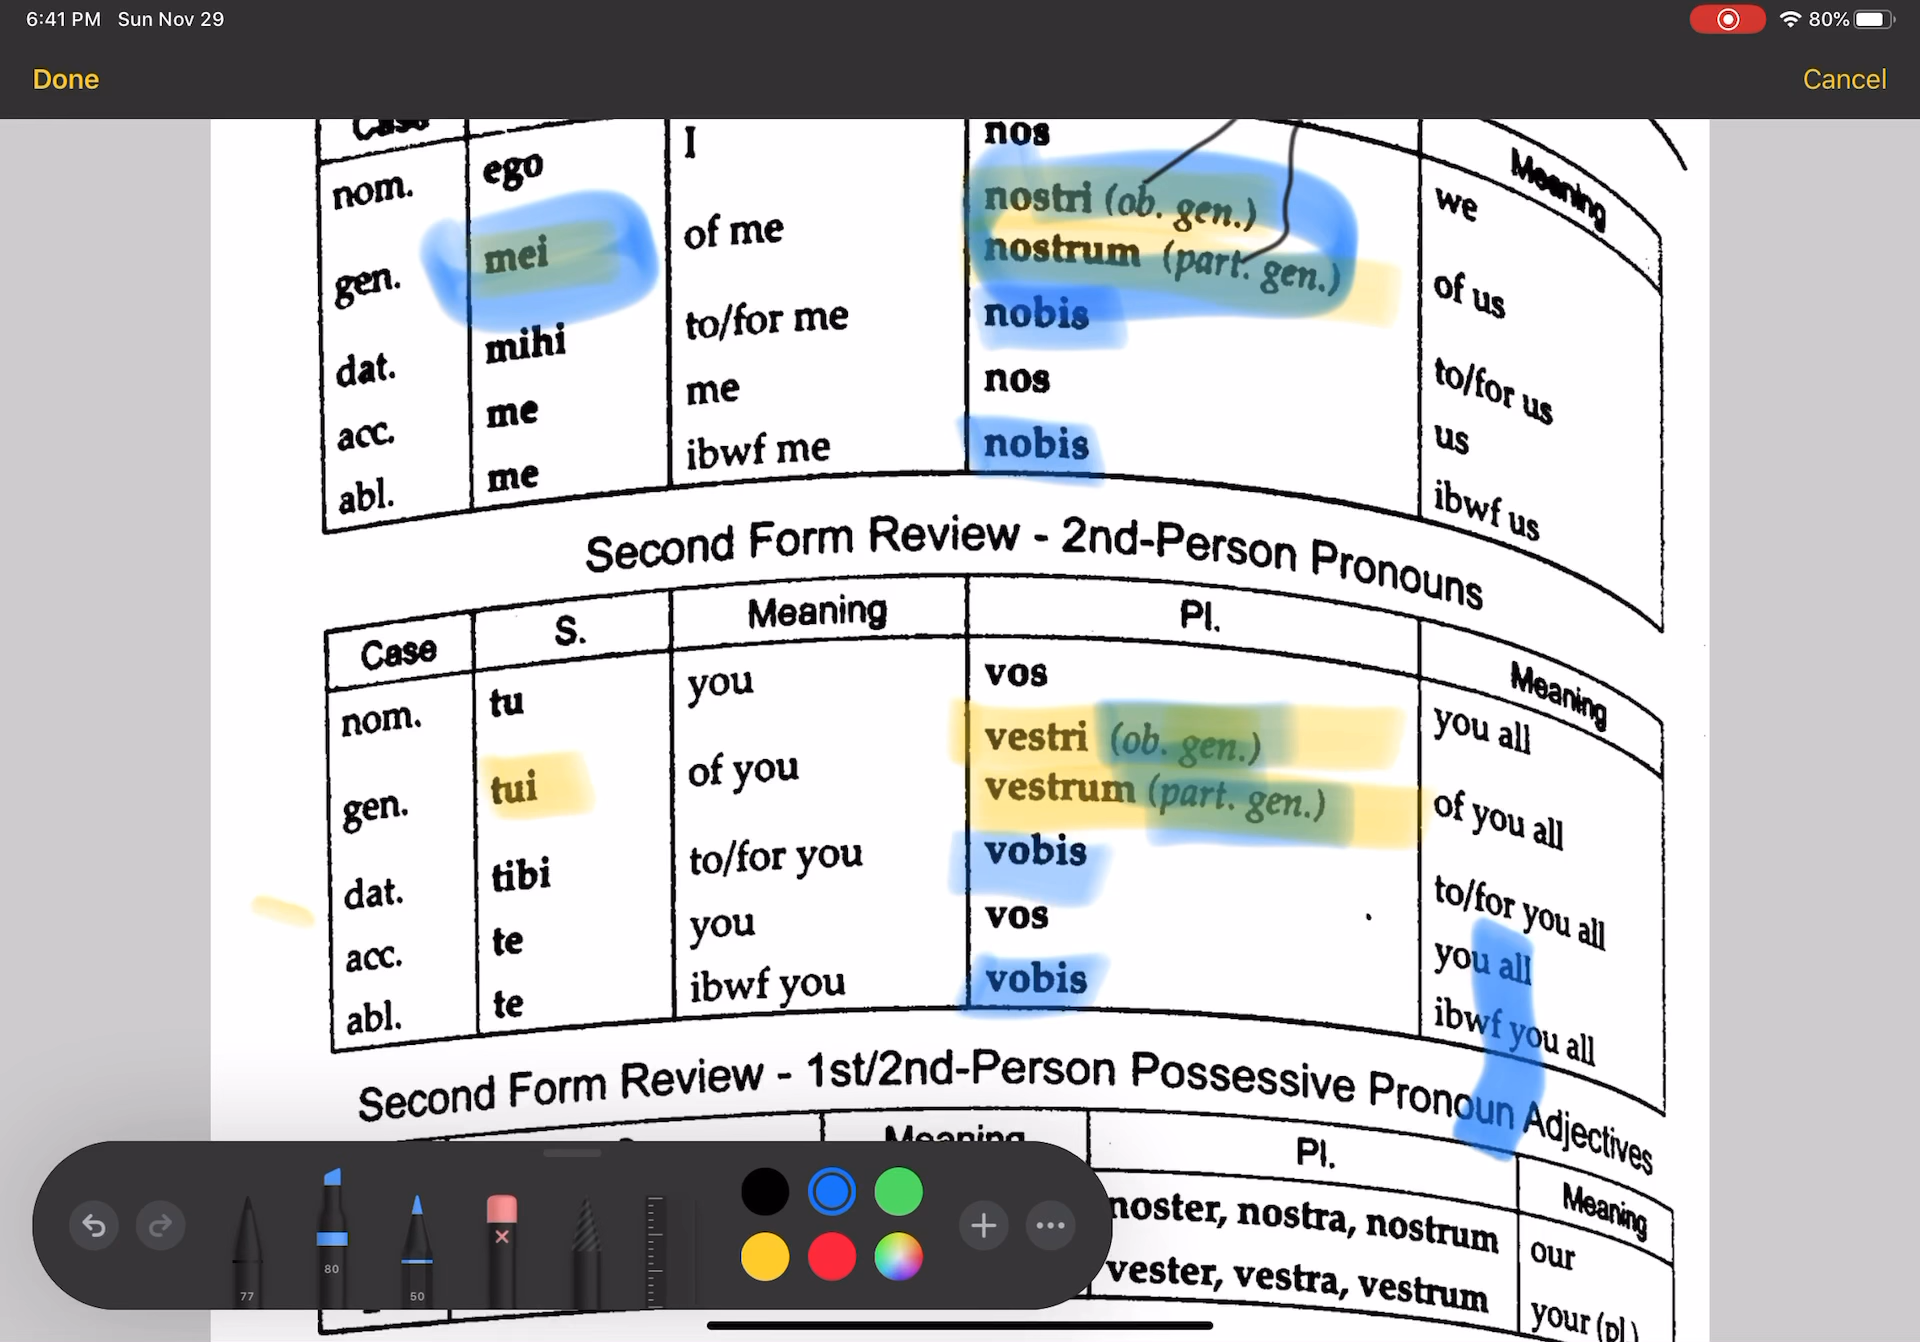 6:41 PM Sun Nov 29
80%
Done
Cancel
Case
Meaning
nom. ego I nos we
gen. mei of me nostri (ob. gen.) of us
nostrum (part. gen.)
dat. mihi to/for me nobis to/for us
acc. me me nos us
abl. me ibwf me nobis ibwf us
Second Form Review - 2nd-Person Pronouns
Case S. Meaning Pl. Meaning
nom. tu you vos you all
gen. tui of you vestri (ob. gen.) of you all
vestrum (part. gen.)
dat. tibi to/for you vobis to/for you all
acc. te you vos you all
abl. te ibwf you vobis ibwf you all
Second Form Review - 1st/2nd-Person Possessive Pronoun Adjectives
Meaning Pl. Meaning
noster, nostra, nostrum our
vester, vestra, vestrum your (pl.)
77
80
50